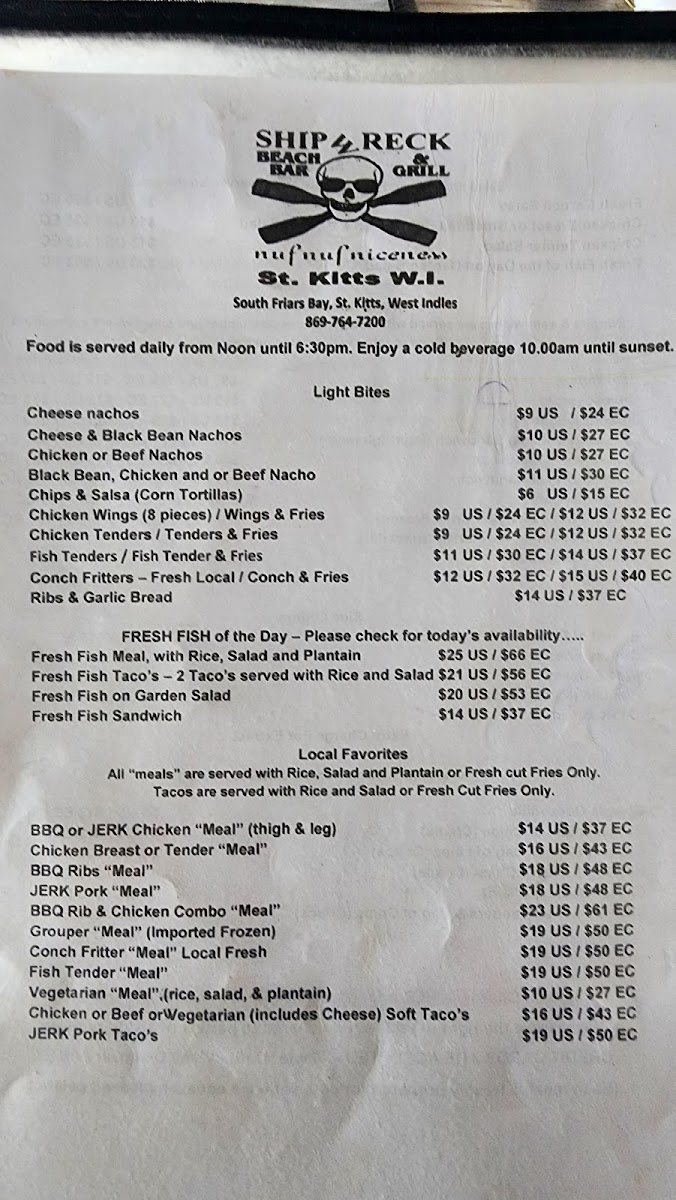 SHIPWRECK
BEACH BAR & GRILL
nufnufniceness
St. Kitts W.I.
South Friars Bay, St. Kitts, West Indies
869-764-7200
Food is served daily from Noon until 6:30pm. Enjoy a cold beverage 10.00am until sunset.
Light Bites
Cheese nachos $9 US / $24 EC
Cheese & Black Bean Nachos $10 US / $27 EC
Chicken or Beef Nachos $10 US / $27 EC
Black Bean, Chicken and or Beef Nacho $11 US / $30 EC
Chips & Salsa (Corn Tortillas) $6 US / $15 EC
Chicken Wings (8 pieces) / Wings & Fries $9 US / $24 EC / $12 US / $32 EC
Chicken Tenders / Tenders & Fries $9 US / $24 EC / $12 US / $32 EC
Fish Tenders / Fish Tender & Fries $11 US / $30 EC / $14 US / $37 EC
Conch Fritters – Fresh Local / Conch & Fries $12 US / $32 EC / $15 US / $40 EC
Ribs & Garlic Bread $14 US / $37 EC
FRESH FISH of the Day – Please check for today's availability.....
Fresh Fish Meal, with Rice, Salad and Plantain $25 US / $66 EC
Fresh Fish Taco's – 2 Taco's served with Rice and Salad $21 US / $56 EC
Fresh Fish on Garden Salad $20 US / $53 EC
Fresh Fish Sandwich $14 US / $37 EC
Local Favorites
All "meals" are served with Rice, Salad and Plantain or Fresh cut Fries Only.
Tacos are served with Rice and Salad or Fresh Cut Fries Only.
BBQ or JERK Chicken "Meal" (thigh & leg) $14 US / $37 EC
Chicken Breast or Tender "Meal" $16 US / $43 EC
BBQ Ribs "Meal" $18 US / $48 EC
JERK Pork "Meal" $18 US / $48 EC
BBQ Rib & Chicken Combo "Meal" $23 US / $61 EC
Grouper "Meal" (Imported Frozen) $19 US / $50 EC
Conch Fritter "Meal" Local Fresh $19 US / $50 EC
Fish Tender "Meal" $19 US / $50 EC
Vegetarian "Meal".(rice, salad, & plantain) $10 US / $27 EC
Chicken or Beef orVegetarian (includes Cheese) Soft Taco's $16 US / $43 EC
JERK Pork Taco's $19 US / $50 EC